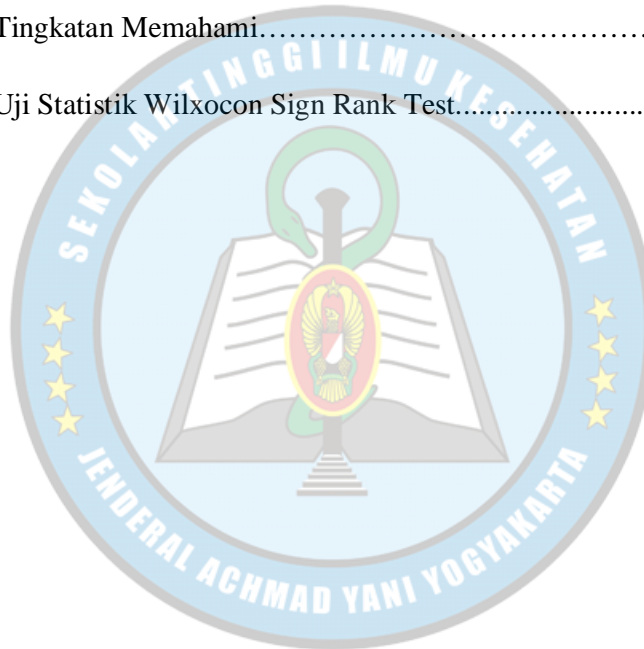 Tingkatan Memahami……………………………………
Uji Statistik Wilxocon Sign Rank Test........................
SEKOLAH TINGGI ILMU KESEHATAN
JENDERAL ACHMAD YANI YOGYAKARTA